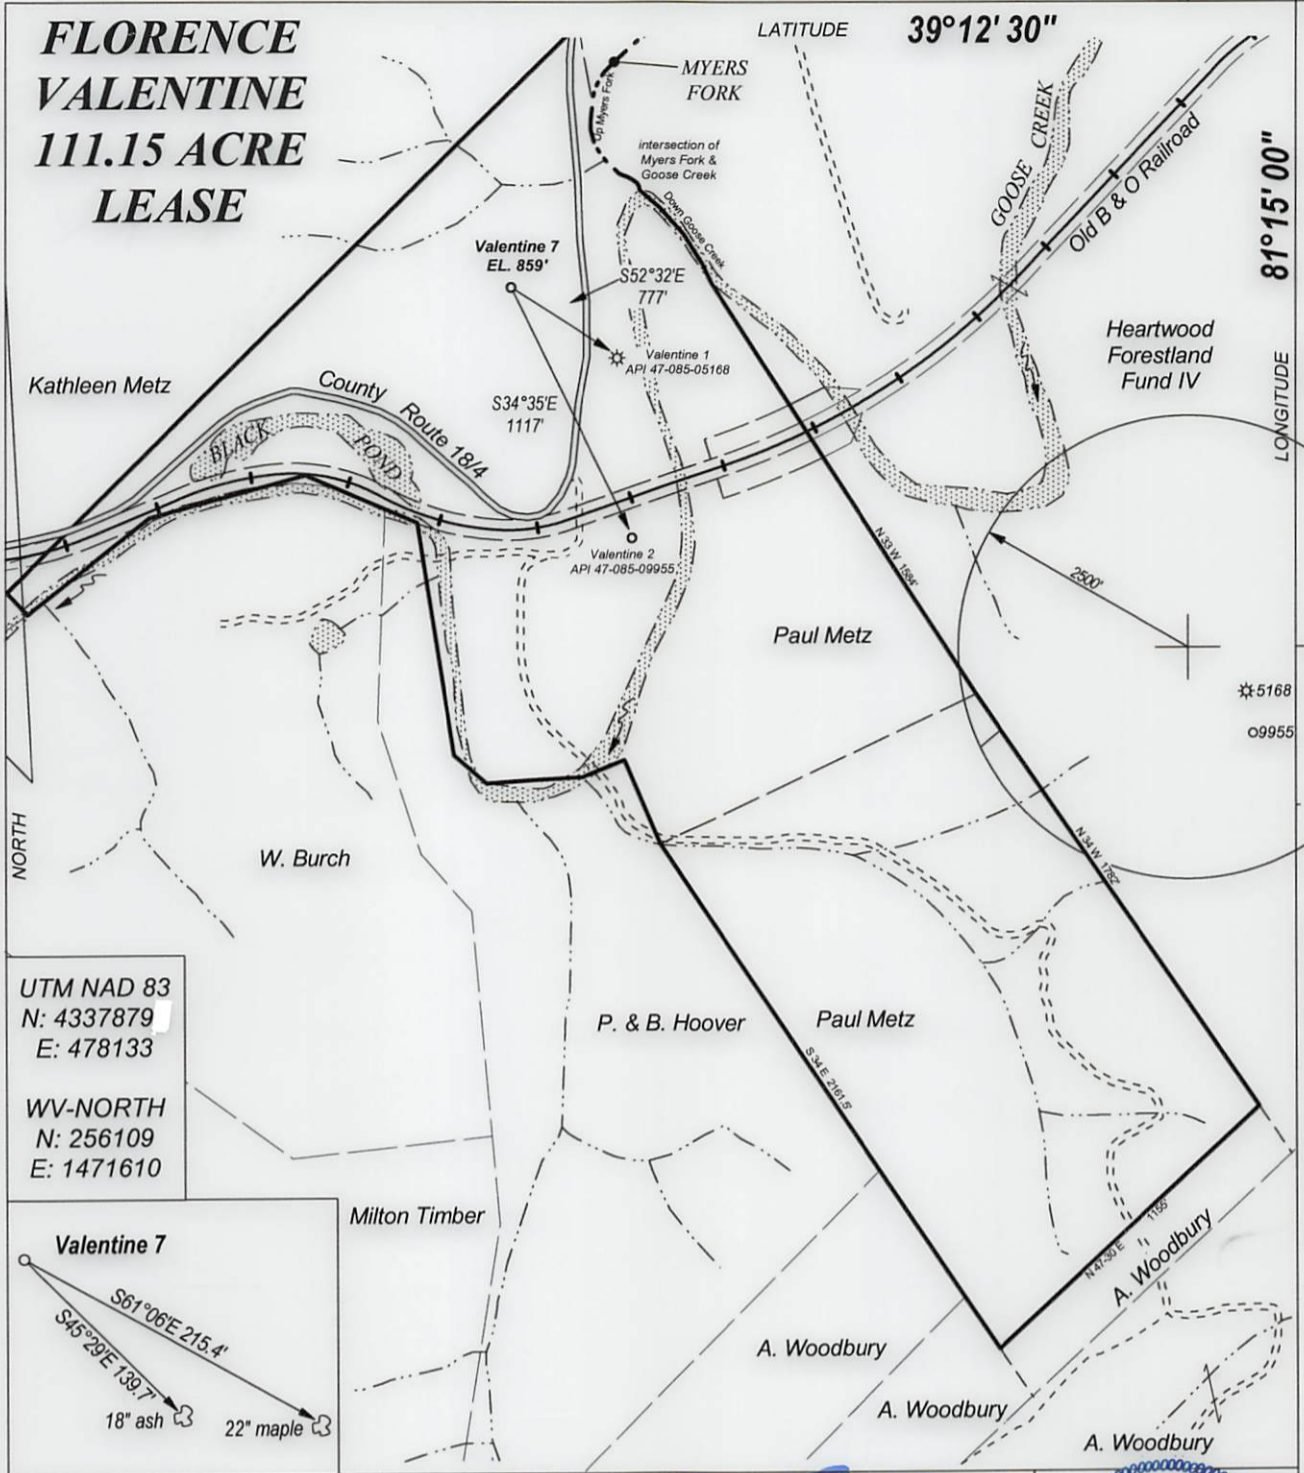 FLORENCE
VALENTINE
111.15 ACRE
LEASE
LATITUDE
39°12' 30"
81°15' 00"
LONGITUDE
MYERS
FORK
Up Myers Fork
intersection of
Myers Fork &
Goose Creek
Down Goose Creek
GOOSE CREEK
Old B & O Railroad
Heartwood
Forestland
Fund IV
Valentine 7
EL. 859'
S52°32'E
777'
Valentine 1
API 47-085-05168
S34°35'E
1117'
Kathleen Metz
County Route 18/4
BLACK POND
Valentine 2
API 47-085-09955
N 33 W 1584'
2500'
Paul Metz
5168
9955
N 34 W 1782'
NORTH
W. Burch
UTM NAD 83
N: 4337879
E: 478133
WV-NORTH
N: 256109
E: 1471610
P. & B. Hoover
Paul Metz
S 34 E 2161.5'
Milton Timber
N 47-30 E 1155'
A. Woodbury
Valentine 7
S61°06'E 215.4'
S45°29'E 139.7'
18" ash
22" maple
A. Woodbury
A. Woodbury
A. Woodbury